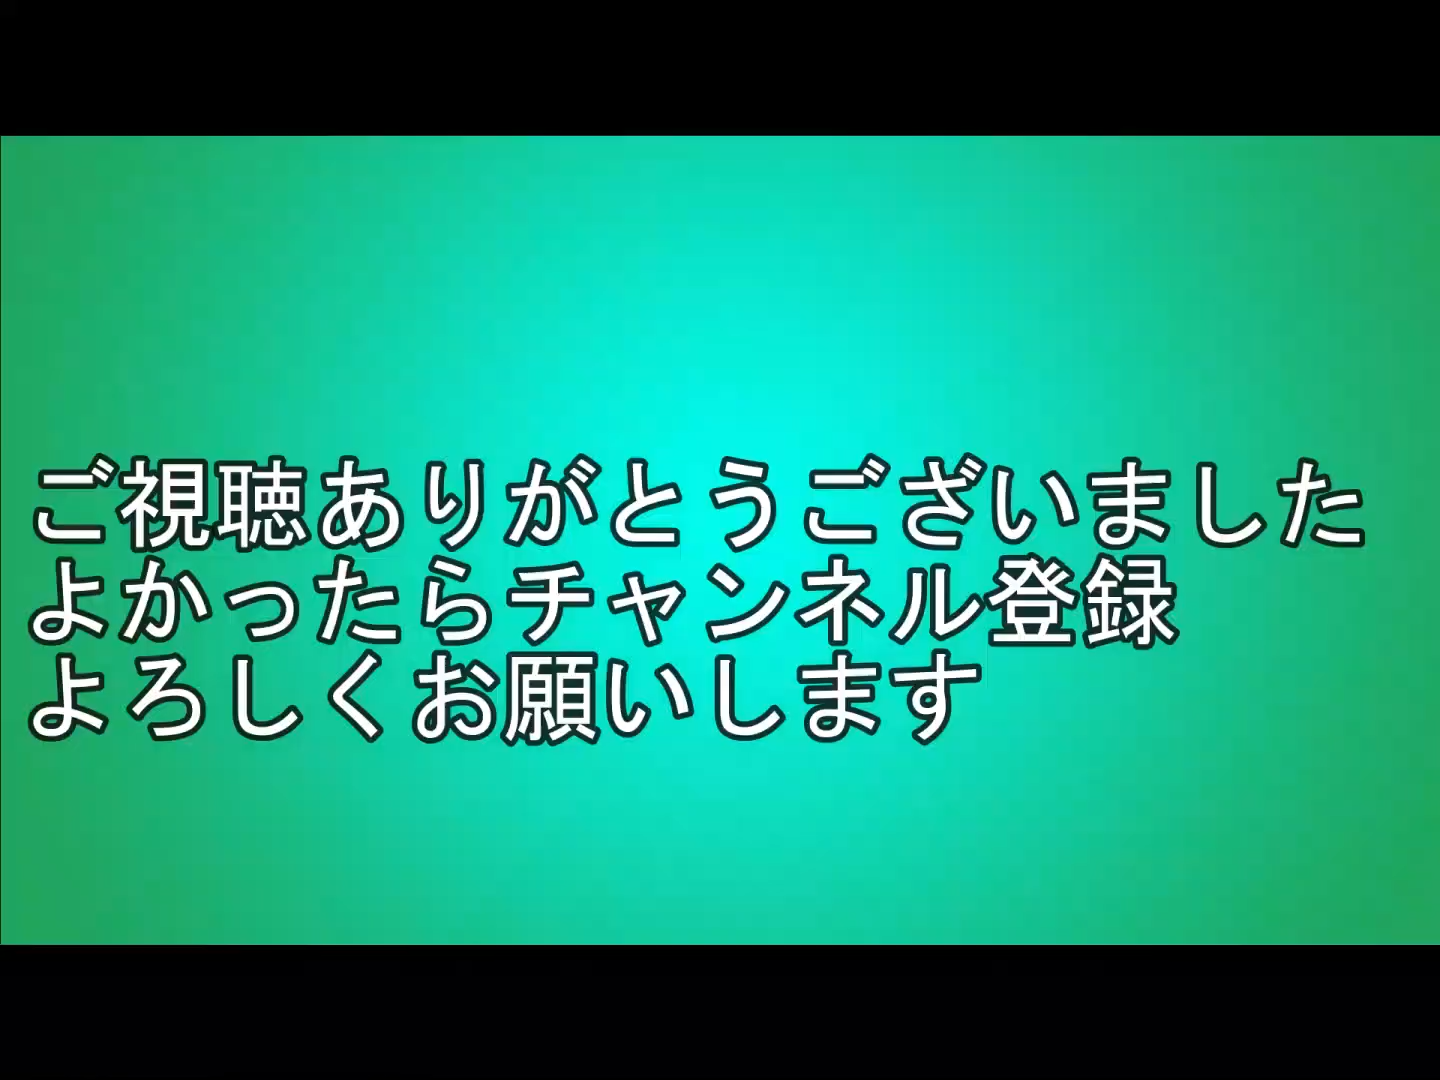 ご視聴ありがとうございました
よかったらチャンネル登録
よろしくお願いします